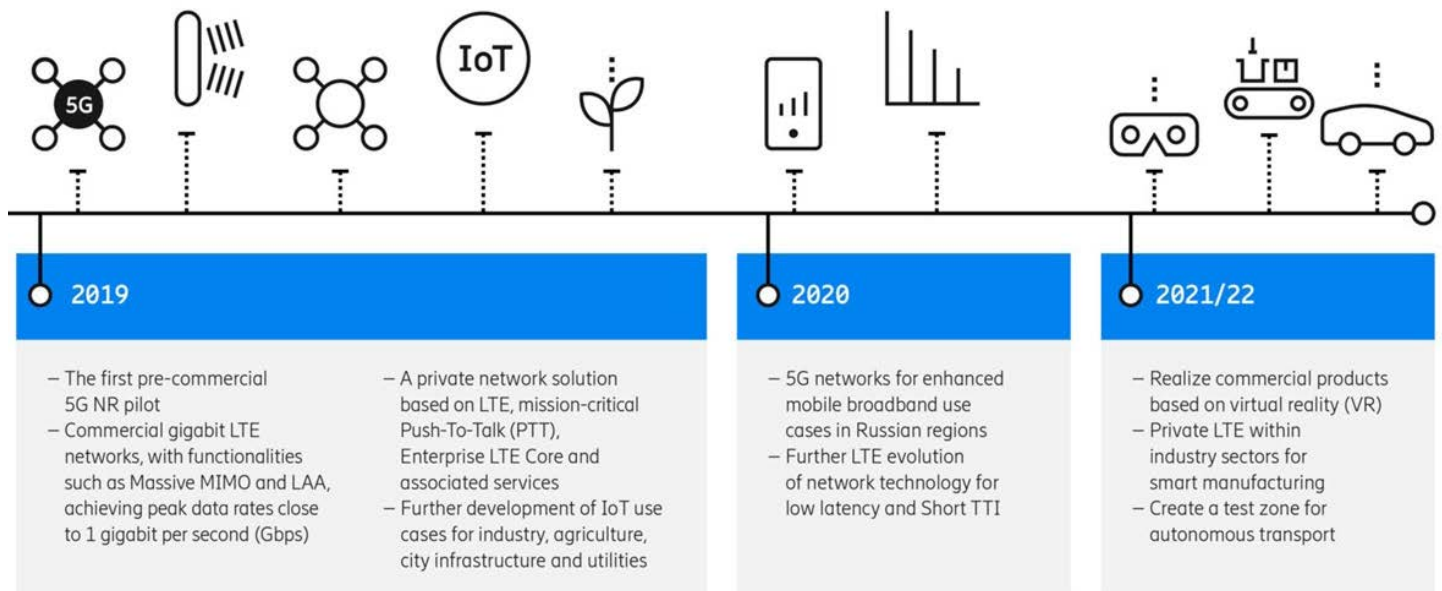 5G
IoT
2019
– The first pre-commercial
5G NR pilot
– Commercial gigabit LTE
networks, with functionalities
such as Massive MIMO and LAA,
achieving peak data rates close
to 1 gigabit per second (Gbps)
– A private network solution
based on LTE, mission-critical
Push-To-Talk (PTT),
Enterprise LTE Core and
associated services
– Further development of IoT use
cases for industry, agriculture,
city infrastructure and utilities
2020
– 5G networks for enhanced
mobile broadband use
cases in Russian regions
– Further LTE evolution
of network technology for
low latency and Short TTI
2021/22
– Realize commercial products
based on virtual reality (VR)
– Private LTE within
industry sectors for
smart manufacturing
– Create a test zone for
autonomous transport